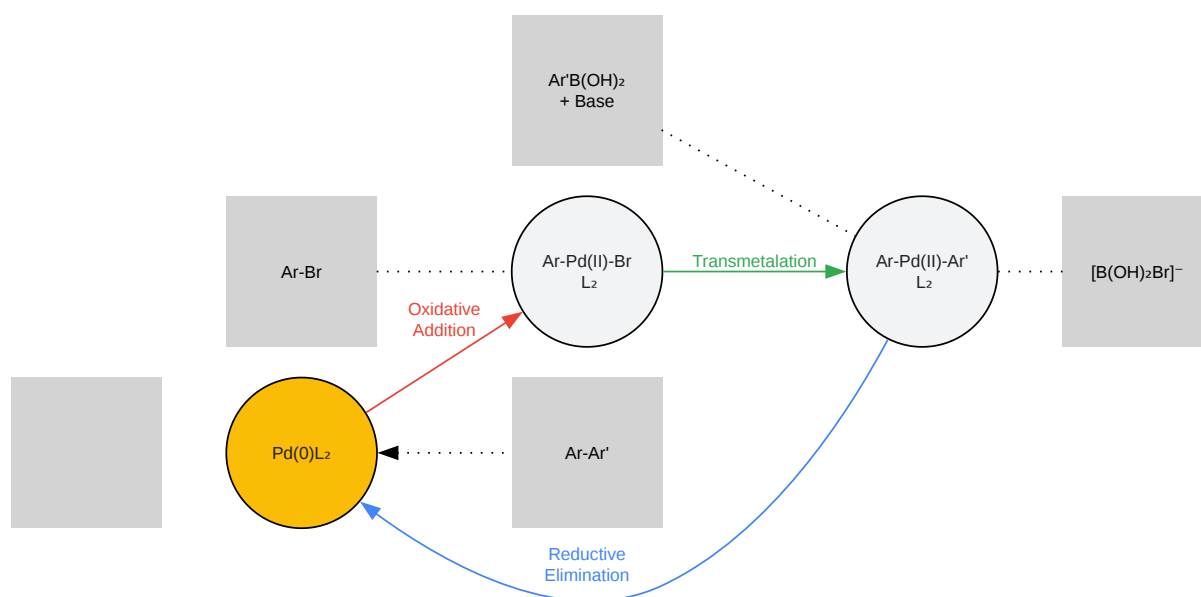 Ar'B(OH)₂
+ Base
Ar-Br
Ar-Pd(II)-Br
L₂
Transmetalation
Ar-Pd(II)-Ar'
L₂
[B(OH)₂Br]⁻
Oxidative
Addition
Pd(0)L₂
Ar-Ar'
Reductive
Elimination